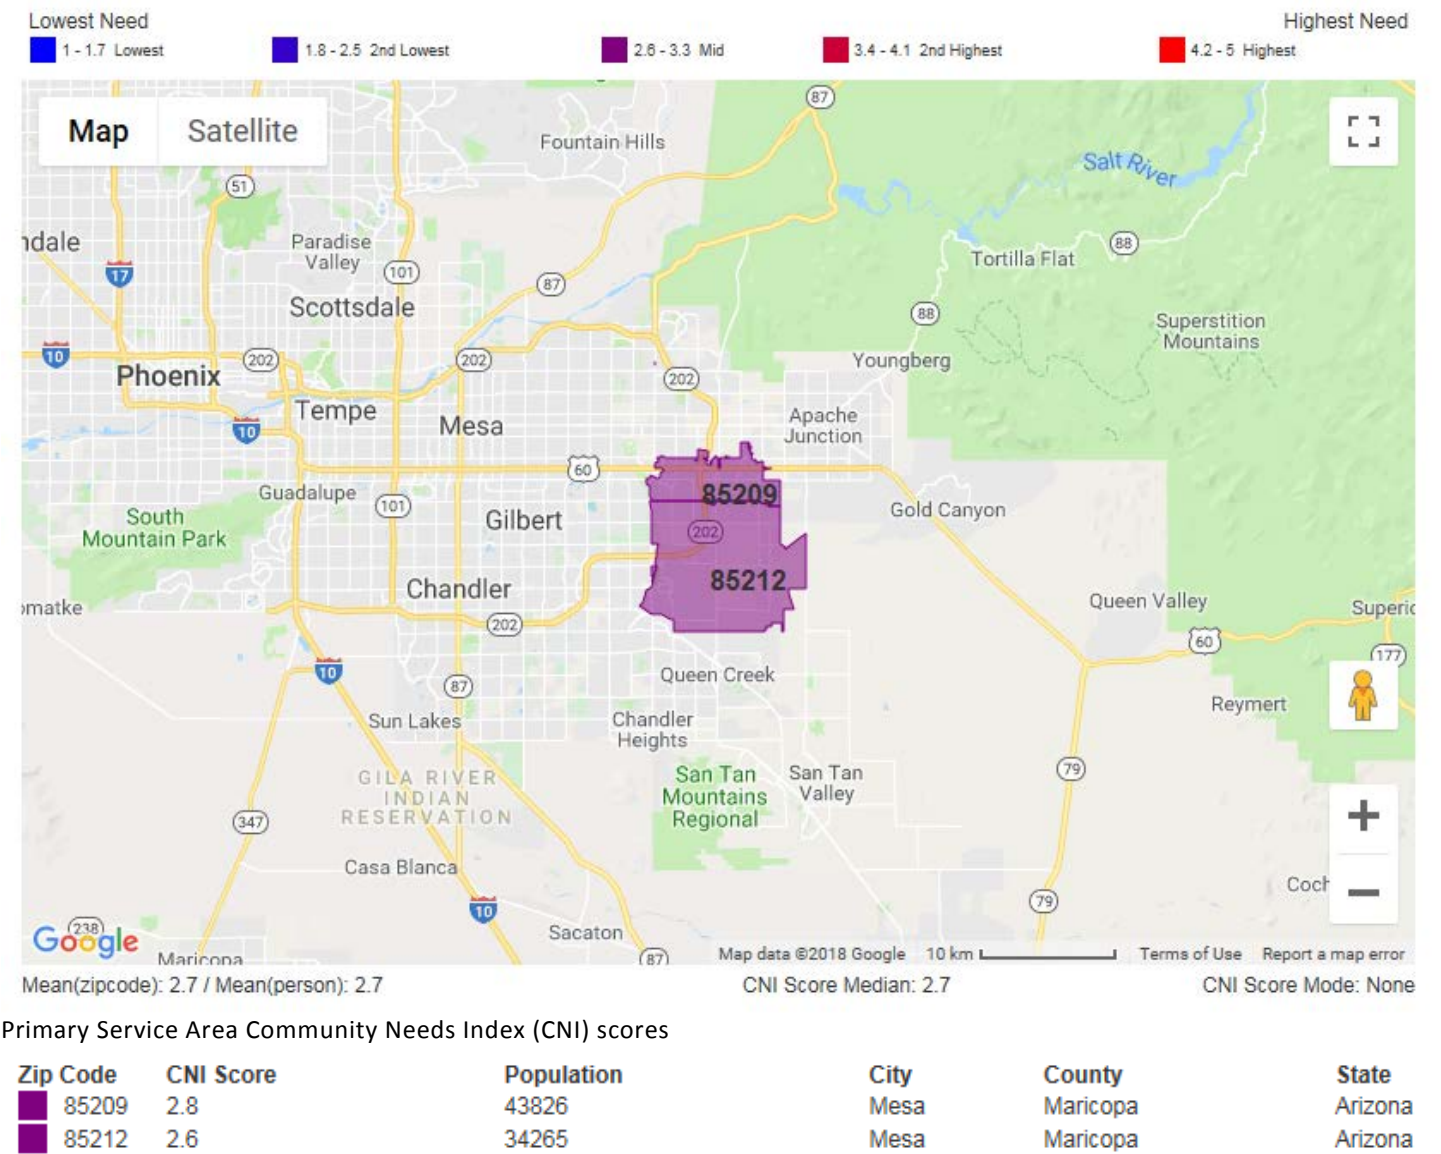 Lowest Need Highest Need
1 - 1.7 Lowest 1.8 - 2.5 2nd Lowest 2.6 - 3.3 Mid 3.4 - 4.1 2nd Highest 4.2 - 5 Highest
Map Satellite
87
Fountain Hills
Salt River
51
ndale
Paradise
Valley
88
Tortilla Flat
17
101
87
Scottsdale
88
Superstition
Mountains
10
202
202
Youngberg
Phoenix
202
Tempe
Apache
Junction
10
Mesa
60
Guadalupe
85209
101
Gold Canyon
South
Mountain Park
Gilbert
202
85212
Chandler
omatke
Queen Valley
Superio
202
60
177
10
Queen Creek
87
Reymert
Sun Lakes
Chandler
Heights
GILA RIVER
INDIAN
RESERVATION
San Tan
Mountains
Regional
San Tan
Valley
79
347
Casa Blanca
Coch
79
10
238
Google
Sacaton
Maricopa
87
Map data ©2018 Google 10 km Terms of Use Report a map error
Mean(zipcode): 2.7 / Mean(person): 2.7 CNI Score Median: 2.7 CNI Score Mode: None
Primary Service Area Community Needs Index (CNI) scores
Zip Code CNI Score Population City County State
85209 2.8 43826 Mesa Maricopa Arizona
85212 2.6 34265 Mesa Maricopa Arizona